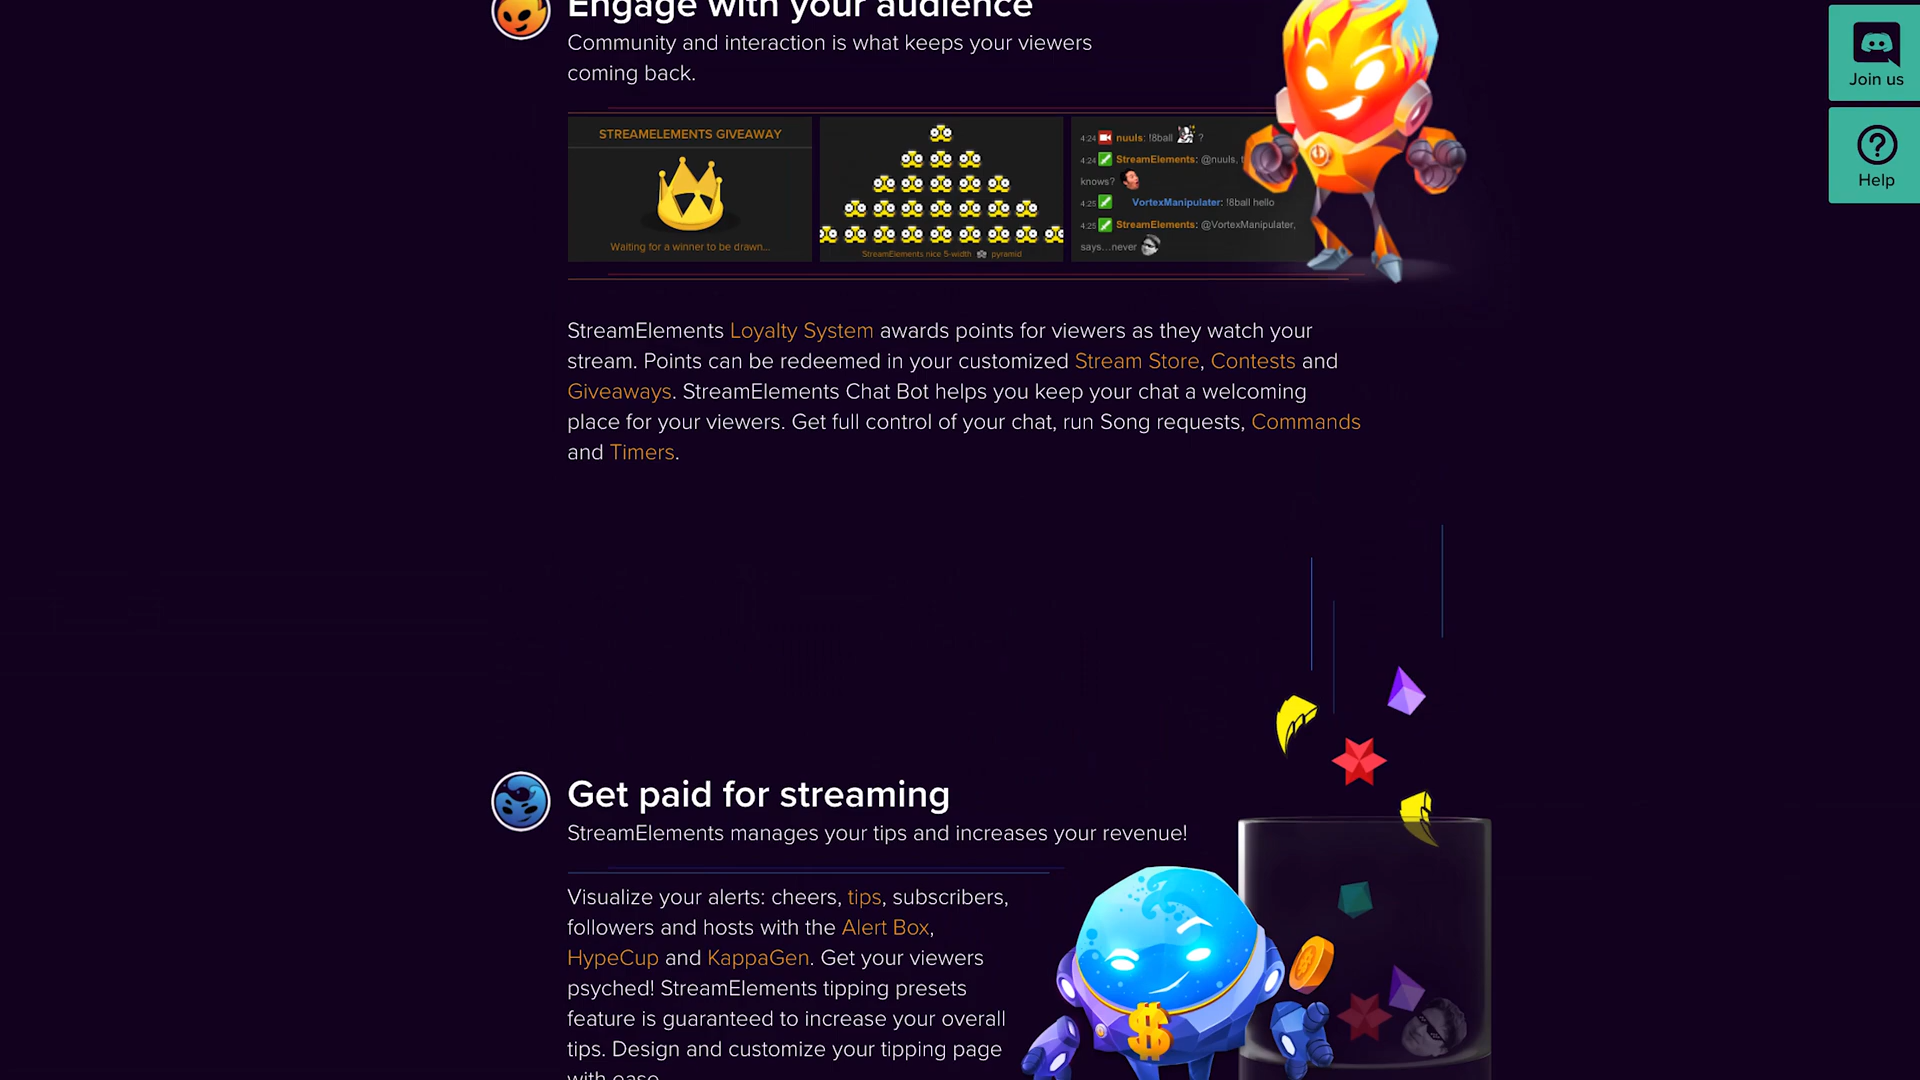 Engage with your audience
Community and interaction is what keeps your viewers
coming back.
STREAMELEMENTS GIVEAWAY
Waiting for a winner to be drawn...
StreamElements nice 5-width pyramid
4:24 nuuls: !8ball ?
4:24 StreamElements: @nuuls,
knows?
4:25 VortexManipulater: !8ball hello
4:25 StreamElements: @VortexManipulater,
says...never
Join us
Help
StreamElements Loyalty System awards points for viewers as they watch your
stream. Points can be redeemed in your customized Stream Store, Contests and
Giveaways. StreamElements Chat Bot helps you keep your chat a welcoming
place for your viewers. Get full control of your chat, run Song requests, Commands
and Timers.
Get paid for streaming
StreamElements manages your tips and increases your revenue!
Visualize your alerts: cheers, tips, subscribers,
followers and hosts with the Alert Box,
HypeCup and KappaGen. Get your viewers
psyched! StreamElements tipping presets
feature is guaranteed to increase your overall
tips. Design and customize your tipping page
with ease.